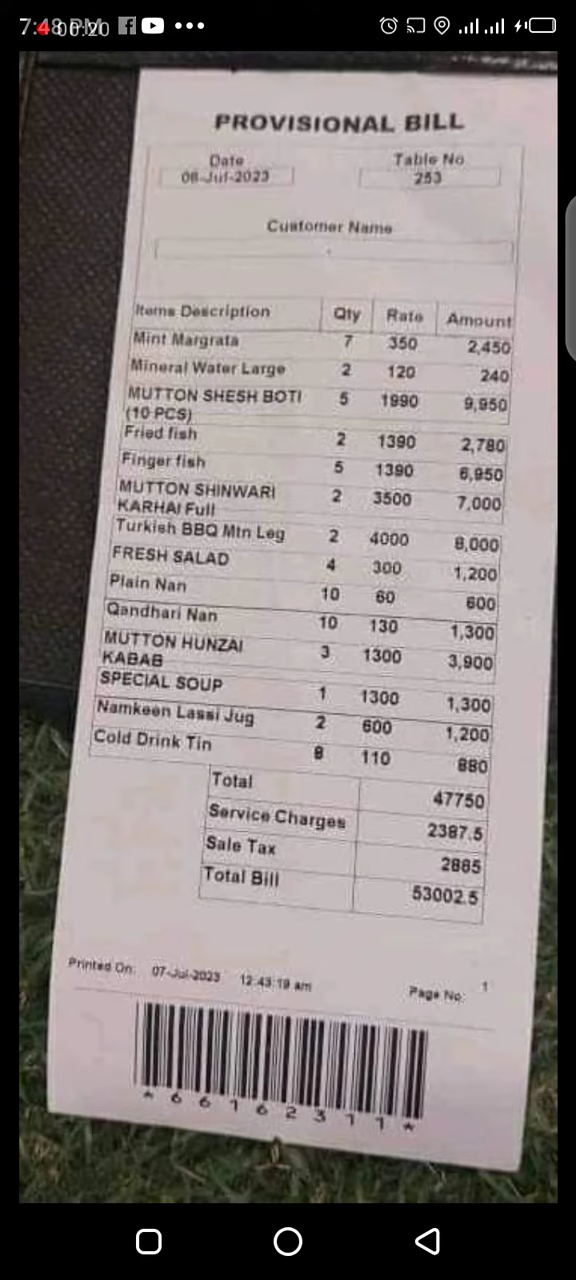 PROVISIONAL BILL
Date Table No
06-Jul-2023 253
Customer Name
Items Description Qty Rate Amount
Mint Margrata 7 350 2,450
Mineral Water Large 2 120 240
MUTTON SHESH BOTI 5 1990 9,950
(10 PCS)
Fried fish 2 1390 2,780
Finger fish 5 1390 6,950
MUTTON SHINWARI 2 3500 7,000
KARHAI Full
Turkish BBQ Mtn Leg 2 4000 8,000
FRESH SALAD 4 300 1,200
Plain Nan 10 60 600
Qandhari Nan 10 130 1,300
MUTTON HUNZAI 3 1300 3,900
KABAB
SPECIAL SOUP 1 1300 1,300
Namkeen Lassi Jug 2 600 1,200
Cold Drink Tin 8 110 880
Total 47750
Service Charges 2387.5
Sale Tax 2865
Total Bill 53002.5
Printed On: 07-Jul-2023 12:43:19 am Page No: 1
*66162311*